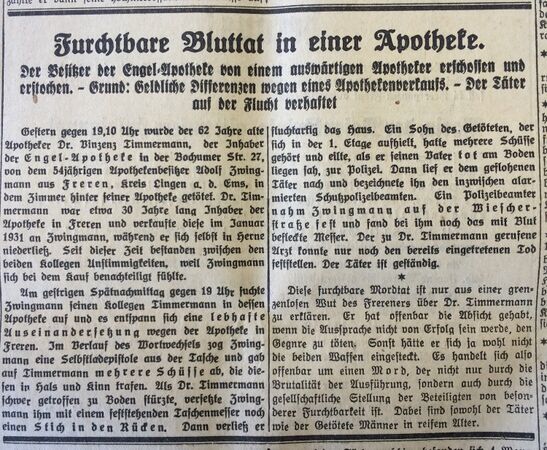 Furchtbare Bluttat in einer Apotheke.
Der Besitzer der Engel-Apotheke von einem auswärtigen Apotheker erschossen und
erstochen. – Grund: Geldliche Differenzen wegen eines Apothekenverkaufs. – Der Täter
auf der Flucht verhaftet
Gestern gegen 19,10 Uhr wurde der 62 Jahre alte
Apotheker Dr. Vinzenz Timmermann, der Inhaber
der Engel-Apotheke in der Bochumer Str. 27,
von dem 54jährigen Apothekenbesitzer Adolf Zwing-
mann aus Freren, Kreis Lingen a. d. Ems, in
dem Zimmer hinter seiner Apotheke getötet. Dr. Tim-
mermann war etwa 30 Jahre lang Inhaber der
Apotheke in Freren und verkaufte diese im Januar
1931 an Zwingmann, während er sich selbst in Herne
niederließ. Seit dieser Zeit bestanden zwischen den
beiden Kollegen Unstimmigkeiten, weil Zwingmann
sich bei dem Kauf benachteiligt fühlte.
Am gestrigen Spätnachmittag gegen 19 Uhr suchte
Zwingmann seinen Kollegen Timmermann in dessen
Apotheke auf und es entspann sich eine lebhafte
Auseinandersetzung wegen der Apotheke in
Freren. Im Verlauf des Wortwechsels zog Zwing-
mann eine Selbstladepistole aus der Tasche und gab
auf Timmermann mehrere Schüsse ab, die die-
sen in Hals und Kinn trafen. Als Dr. Timmermann
schwer getroffen zu Boden stürzte, versetzte Zwing-
mann ihm mit einem feststehenden Taschenmesser noch
einen Stich in den Rücken. Dann verließ er
fluchtartig das Haus. Ein Sohn des Getöteten, der
sich in der 1. Etage aufhielt, hatte mehrere Schüsse
gehört und eilte, als er seinen Vater tot am Boden
liegen sah, zur Polizei. Dann lief er dem geflohenen
Täter nach und bezeichnete ihn den inzwischen alar-
mierten Schutzpolizeibeamten. Ein Polizeibeamter
nahm Zwingmann auf der Wiescher-
straße fest und fand bei ihm noch das mit Blut
befleckte Messer. Der zu Dr. Timmermann gerufene
Arzt konnte nur noch den bereits eingetretenen Tod
feststellen. Der Täter ist geständig.
*
Diese furchtbare Mordtat ist nur aus einer gren-
zenlosen Wut des Frereners über Dr. Timmermann
zu erklären. Er hat offenbar die Absicht gehabt,
wenn die Aussprache nicht von Erfolg sein werde, den
Gegner zu töten. Sonst hätte er sich ja wohl nicht
die beiden Waffen eingesteckt. Es handelt sich also
offenbar um einen Mord, der nicht nur durch die
Brutalität der Ausführung, sondern auch durch die
gesellschaftliche Stellung der Beteiligten von beson-
derer Furchtbarkeit ist. Dabei sind sowohl der Täter
wie der Getötete Männer in reifem Alter.